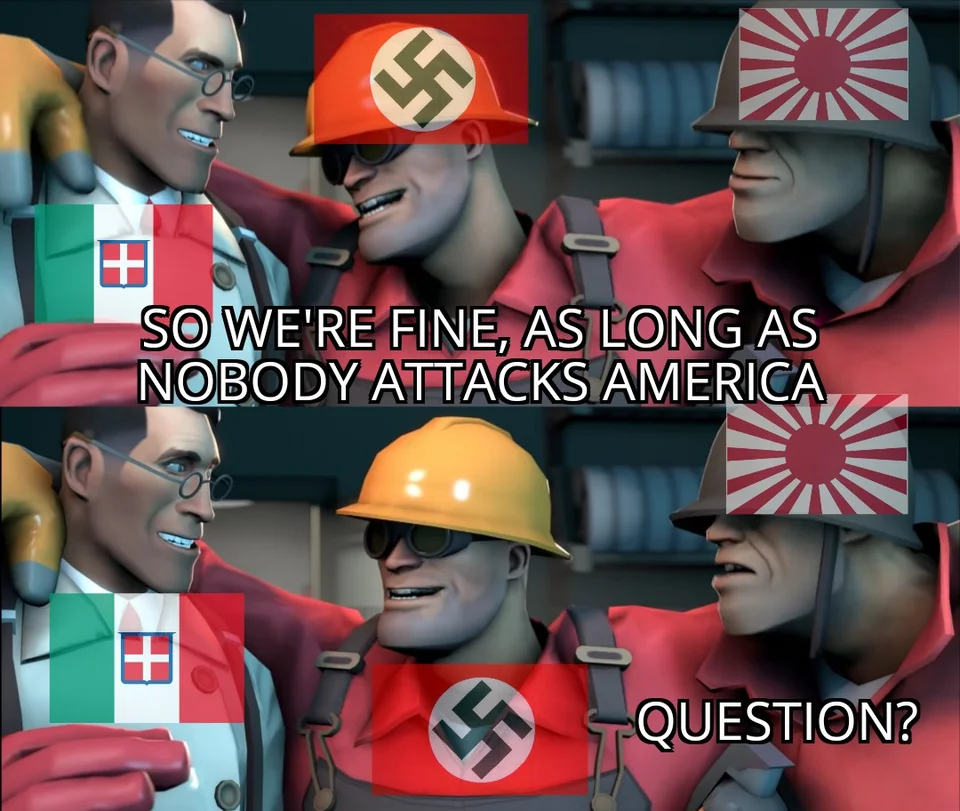 SO WE'RE FINE, AS LONG AS
NOBODY ATTACKS AMERICA
QUESTION?